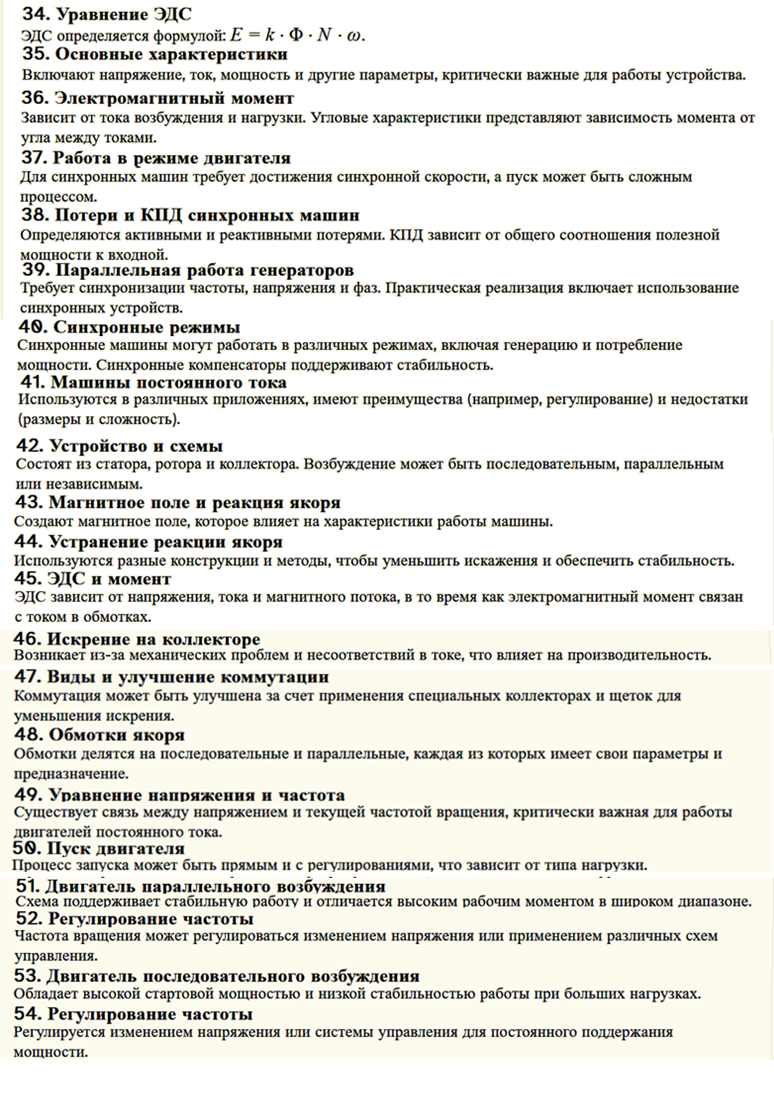 34. Уравнение ЭДС
ЭДС определяется формулой: E = k · Φ · N · ω.
35. Основные характеристики
Включают напряжение, ток, мощность и другие параметры, критически важные для работы устройства.
36. Электромагнитный момент
Зависит от тока возбуждения и нагрузки. Угловые характеристики представляют зависимость момента от
угла между токами.
37. Работа в режиме двигателя
Для синхронных машин требует достижения синхронной скорости, а пуск может быть сложным
процессом.
38. Потери и КПД синхронных машин
Определяются активными и реактивными потерями. КПД зависит от общего соотношения полезной
мощности к входной.
39. Параллельная работа генераторов
Требует синхронизации частоты, напряжения и фаз. Практическая реализация включает использование
синхронных устройств.
40. Синхронные режимы
Синхронные машины могут работать в различных режимах, включая генерацию и потребление
мощности. Синхронные компенсаторы поддерживают стабильность.
41. Машины постоянного тока
Используются в различных приложениях, имеют преимущества (например, регулирование) и недостатки
(размеры и сложность).
42. Устройство и схемы
Состоят из статора, ротора и коллектора. Возбуждение может быть последовательным, параллельным
или независимым.
43. Магнитное поле и реакция якоря
Создают магнитное поле, которое влияет на характеристики работы машины.
44. Устранение реакции якоря
Используются разные конструкции и методы, чтобы уменьшить искажения и обеспечить стабильность.
45. ЭДС и момент
ЭДС зависит от напряжения, тока и магнитного потока, в то время как электромагнитный момент связан
с током в обмотках.
46. Искрение на коллекторе
Возникает из-за механических проблем и несоответствий в токе, что влияет на производительность.
47. Виды и улучшение коммутации
Коммутация может быть улучшена за счет применения специальных коллекторов и щеток для
уменьшения искрения.
48. Обмотки якоря
Обмотки делятся на последовательные и параллельные, каждая из которых имеет свои параметры и
предназначение.
49. Уравнение напряжения и частота
Существует связь между напряжением и текущей частотой вращения, критически важная для работы
двигателей постоянного тока.
50. Пуск двигателя
Процесс запуска может быть прямым и с регулированиями, что зависит от типа нагрузки.
51. Двигатель параллельного возбуждения
Схема поддерживает стабильную работу и отличается высоким рабочим моментом в широком диапазоне.
52. Регулирование частоты
Частота вращения может регулироваться изменением напряжения или применением различных схем
управления.
53. Двигатель последовательного возбуждения
Обладает высокой стартовой мощностью и низкой стабильностью работы при больших нагрузках.
54. Регулирование частоты
Регулируется изменением напряжения или системы управления для постоянного поддержания
мощности.